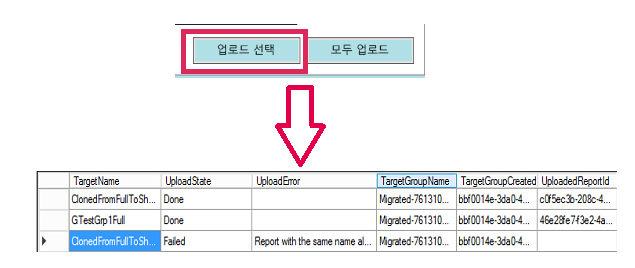 업로드 선택 모두 업로드
TargetName UploadState UploadError TargetGroupName TargetGroupCreated UploadedReportId
ClonedFromFullToSh... Done Migrated-761310... bbf0014e-3da0-4... c0f5ec3b-208c-4...
GTestGrp1Full Done Migrated-761310... bbf0014e-3da0-4... 46e28fe7-f3e2-4a...
ClonedFromFullToSh... Failed Report with the same name al... Migrated-761310... bbf0014e-3da0-4...